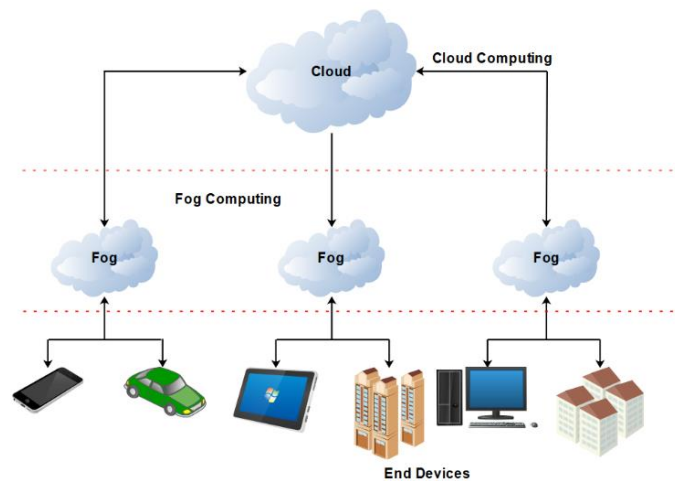 Cloud
Cloud Computing
Fog Computing
Fog
Fog
Fog
End Devices